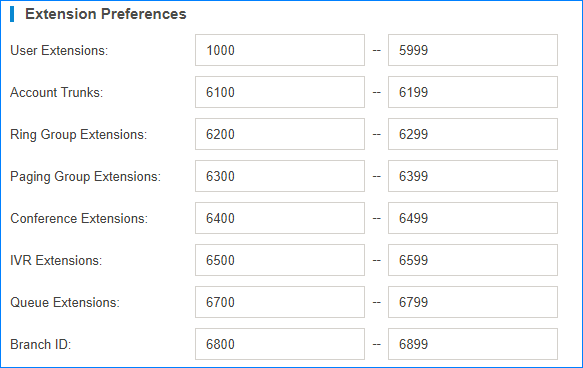 Extension Preferences
User Extensions: 1000 -- 5999
Account Trunks: 6100 -- 6199
Ring Group Extensions: 6200 -- 6299
Paging Group Extensions: 6300 -- 6399
Conference Extensions: 6400 -- 6499
IVR Extensions: 6500 -- 6599
Queue Extensions: 6700 -- 6799
Branch ID: 6800 -- 6899